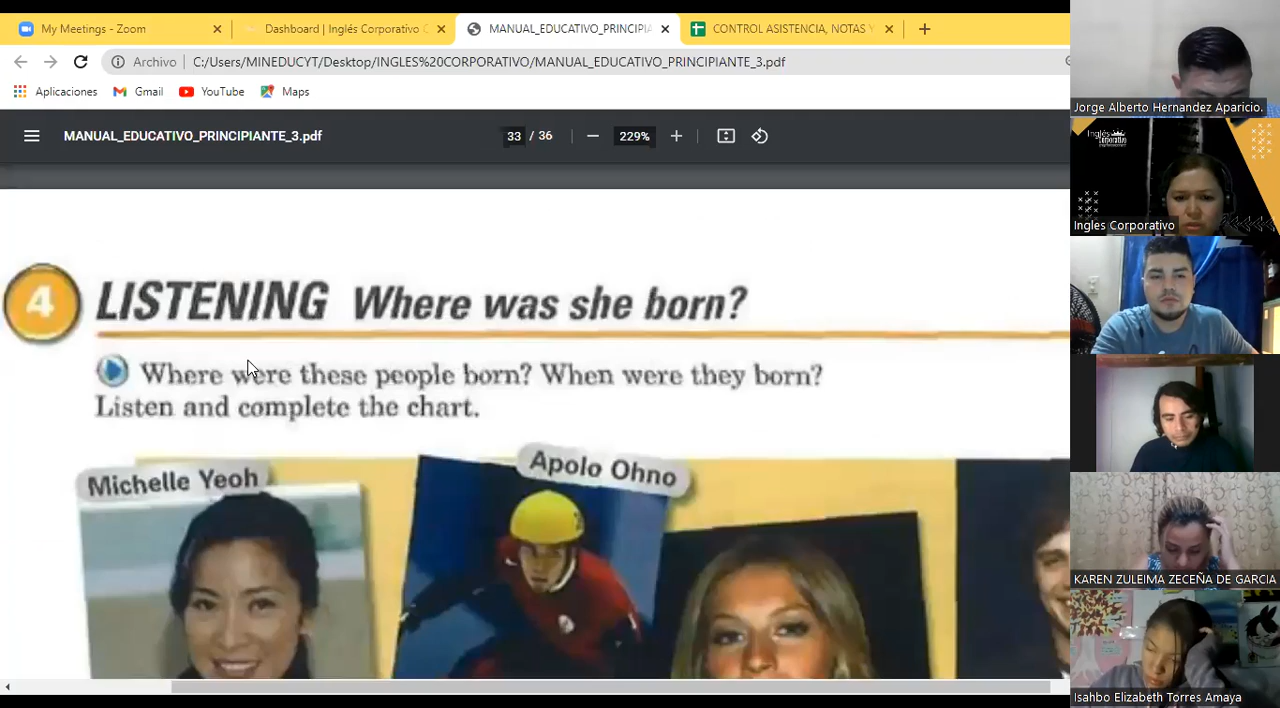 My Meetings - Zoom
Dashboard | Inglés Corporativo C
MANUAL_EDUCATIVO_PRINCIPIA
CONTROL ASISTENCIA, NOTAS Y
Archivo
C:/Users/MINEDUCYT/Desktop/INGLES%20CORPORATIVO/MANUAL_EDUCATIVO_PRINCIPIANTE_3.pdf
Aplicaciones
Gmail
YouTube
Maps
MANUAL_EDUCATIVO_PRINCIPIANTE_3.pdf
33 / 36
229%
4 LISTENING Where was she born?
Where were these people born? When were they born?
Listen and complete the chart.
Michelle Yeoh
Apolo Ohno
Jorge Alberto Hernandez Aparicio.
Inglés
Corporativo
Ingles Corporativo
KAREN ZULEIMA ZECEÑA DE GARCIA
Isahbo Elizabeth Torres Amaya